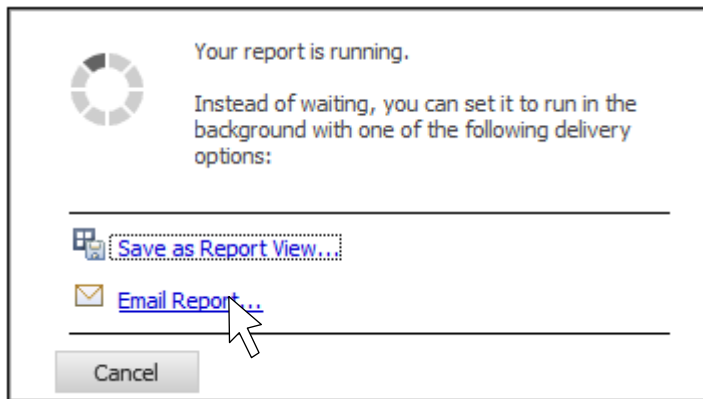 Your report is running.
Instead of waiting, you can set it to run in the
background with one of the following delivery
options:
Save as Report View...
Email Report...
Cancel